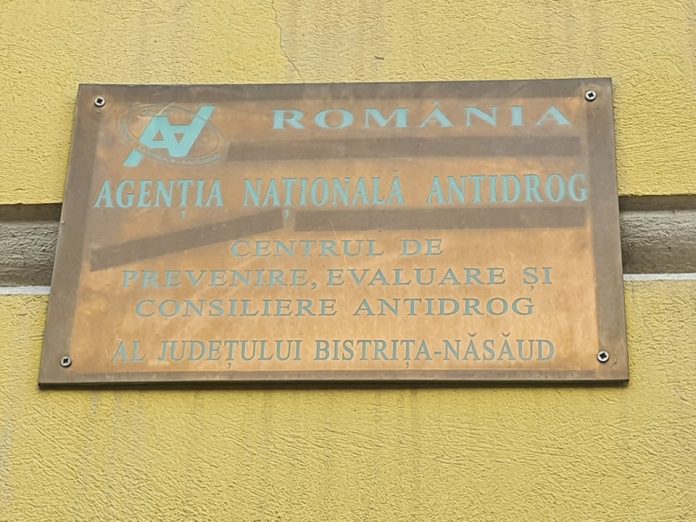 ROMÂNIA
AGENȚIA NAȚIONALĂ ANTIDROG
CENTRUL DE
PREVENIRE, EVALUARE ȘI
CONSILIERE ANTIDROG
AL JUDEȚULUI BISTRIȚA-NĂSĂUD